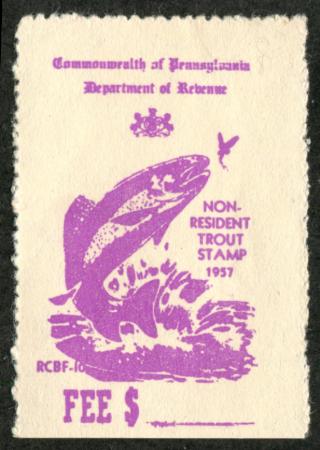 Commonwealth of Pennsylvania
Department of Revenue
NON-
RESIDENT
TROUT
STAMP
1957
RCBF-10
FEE $